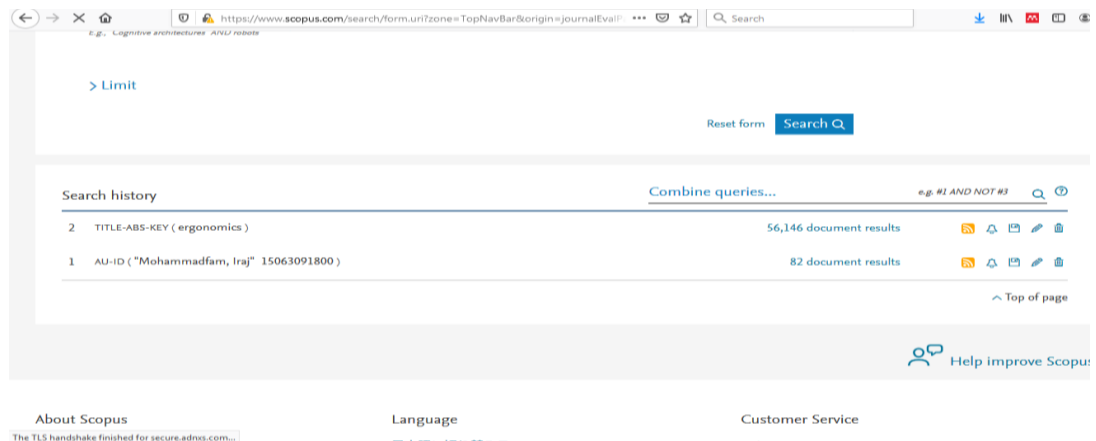 https://www.scopus.com/search/form.uri?zone=TopNavBar&origin=journalEvalP
Search
E.g., Cognitive architectures AND robots
Limit
Reset form Search
Search history Combine queries... e.g. #1 AND NOT #3
2 TITLE-ABS-KEY ( ergonomics ) 56,146 document results
1 AU-ID ( "Mohammadfam, Iraj" 15063091800 ) 82 document results
Top of page
Help improve Scopus
About Scopus Language Customer Service
The TLS handshake finished for secure.adnxs.com...